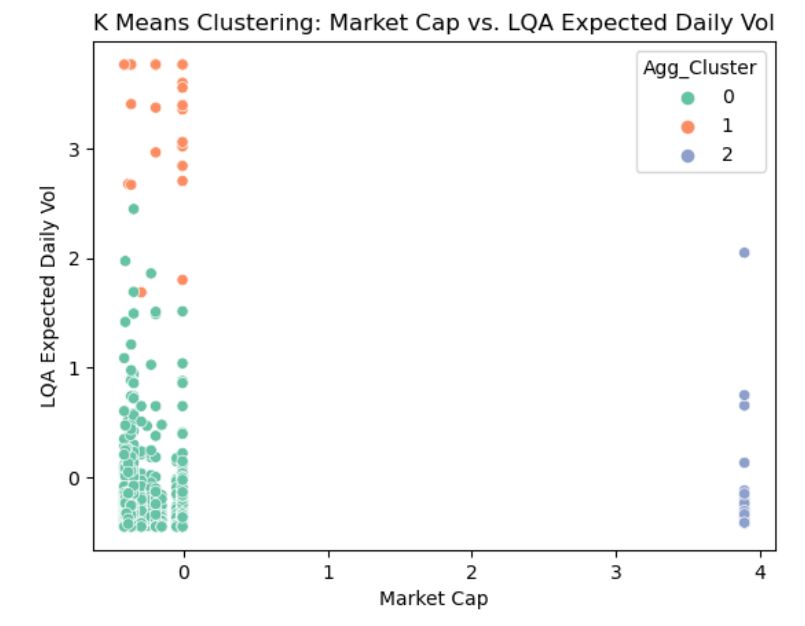 K Means Clustering: Market Cap vs. LQA Expected Daily Vol
Agg_Cluster
0
1
2
3
2
1
0
LQA Expected Daily Vol
0 1 2 3 4
Market Cap